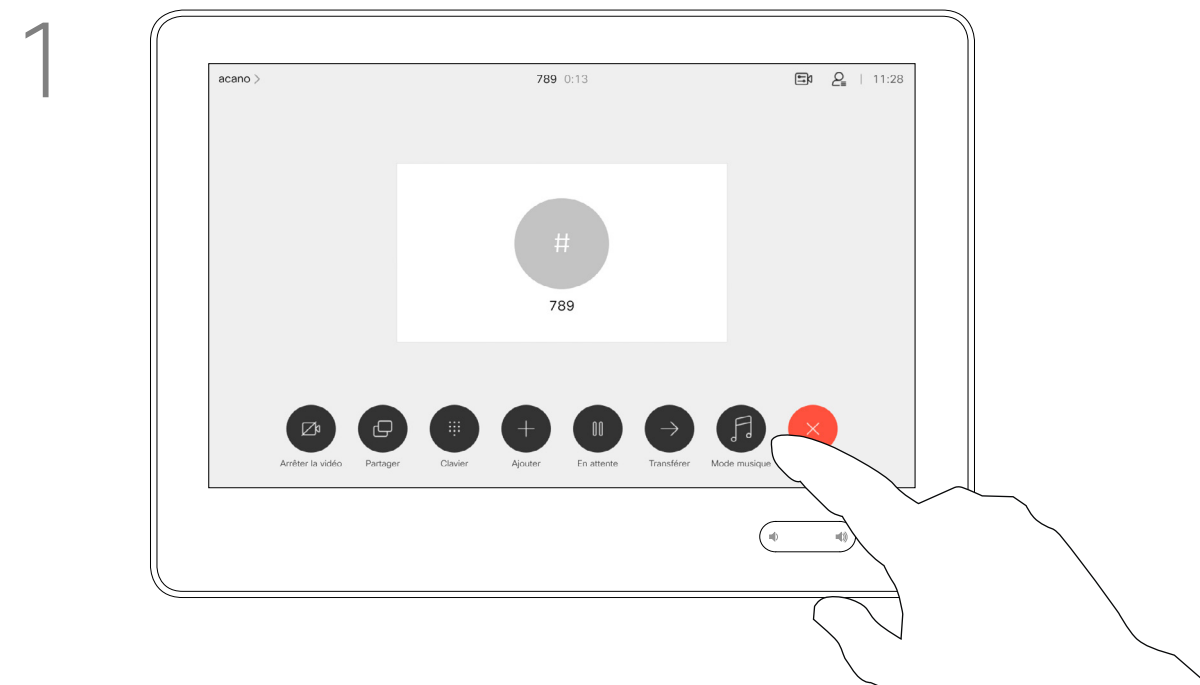 1
acano >
789 0:13
11:28
#
789
Arrêter la vidéo
Partager
Clavier
Ajouter
En attente
Transférer
Mode musique